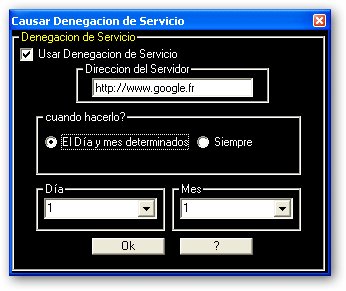 Causar Denegacion de Servicio
Denegacion de Servicio
Usar Denegacion de Servicio
Direccion del Servidor
http://www.google.fr
cuando hacerlo?
El Día y mes determinados
Siempre
Día
Mes
1
1
Ok
?